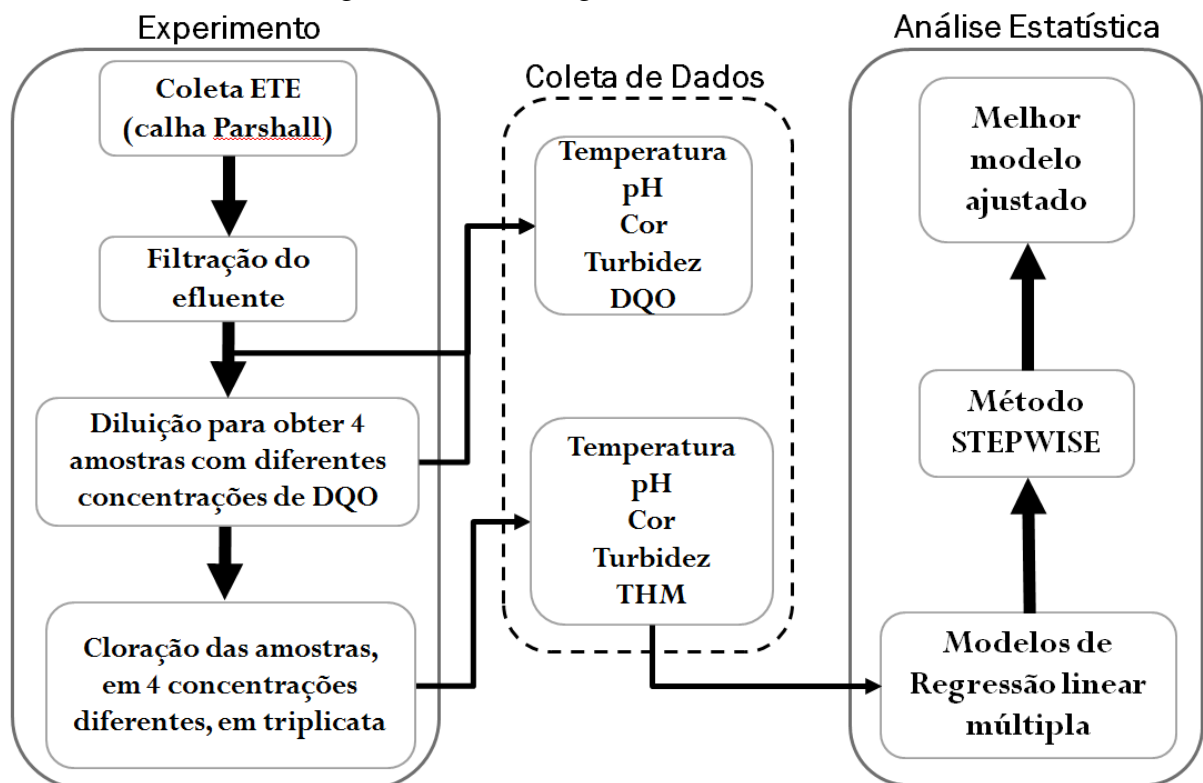 Experimento
Coleta ETE
(calha Parshall)
Filtração do
efluente
Diluição para obter 4
amostras com diferentes
concentrações de DQO
Cloração das amostras,
em 4 concentrações
diferentes, em triplicata
Coleta de Dados
Temperatura
pH
Cor
Turbidez
DQO
Temperatura
pH
Cor
Turbidez
THM
Análise Estatística
Melhor
modelo
ajustado
Método
STEPWISE
Modelos de
Regressão linear
múltipla